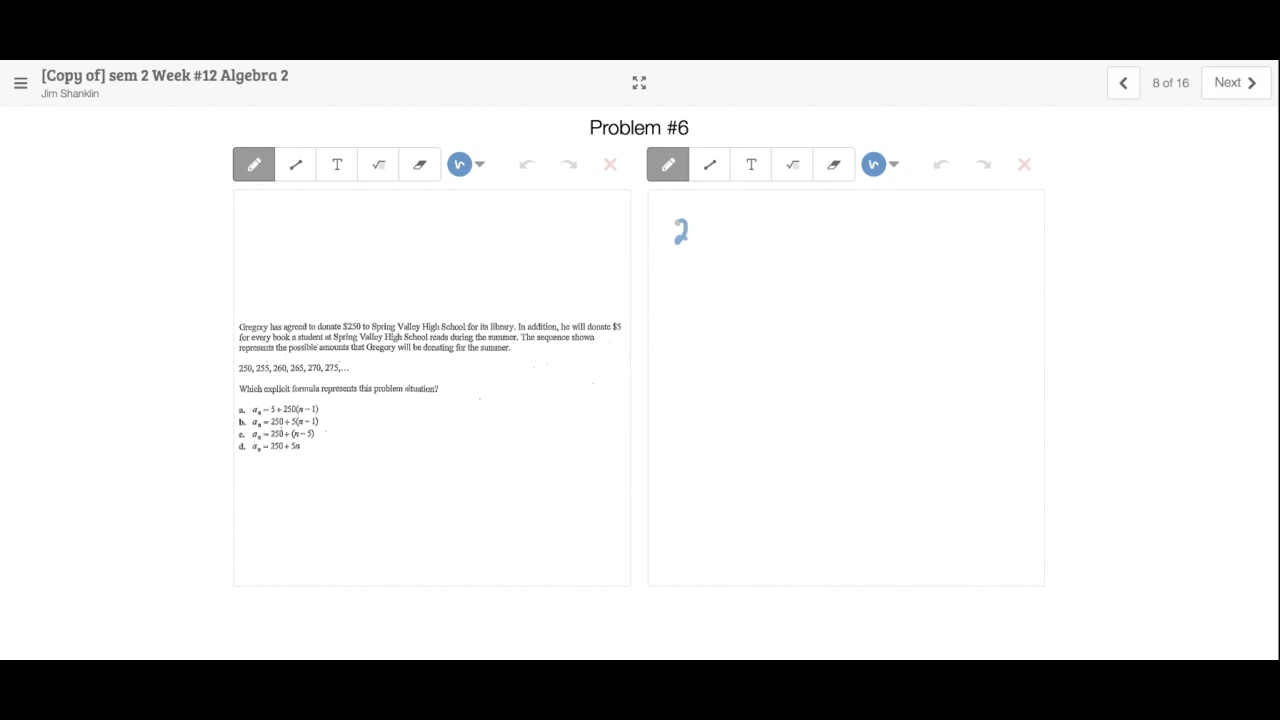 [Copy of] sem 2 Week #12 Algebra 2
Jim Shanklin
8 of 16
Next
Problem #6
T
T
2
Gregory has agreed to donate $250 to Spring Valley High School for its library. In addition, he will donate $5
for every book a student at Spring Valley High School reads during the summer. The sequence shown
represents the possible amounts that Gregory will be donating for the summer.
250, 255, 260, 265, 270, 275,...
Which explicit formula represents this problem situation?
a. aₙ = 5 + 250(n − 1)
b. aₙ = 250 + 5(n − 1)
c. aₙ = 250 + (n − 5)
d. aₙ = 250 + 5n